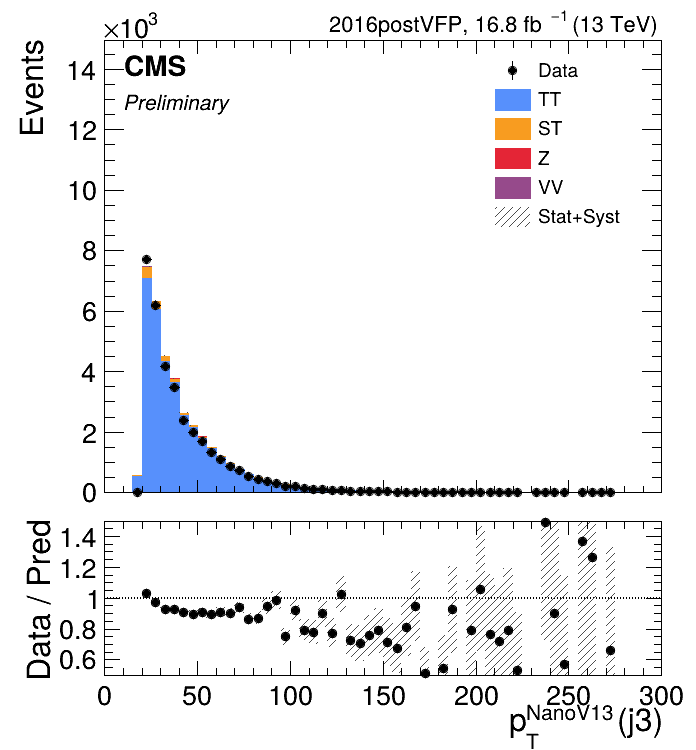 ×10³
2016postVFP, 16.8 fb ⁻¹ (13 TeV)
Events
14
12
10
8
6
4
2
0
CMS
Preliminary
Data
TT
ST
Z
VV
Stat+Syst
Data / Pred
1.4
1.2
1
0.8
0.6
0 50 100 150 200 250 300
p_T^NanoV13 (j3)